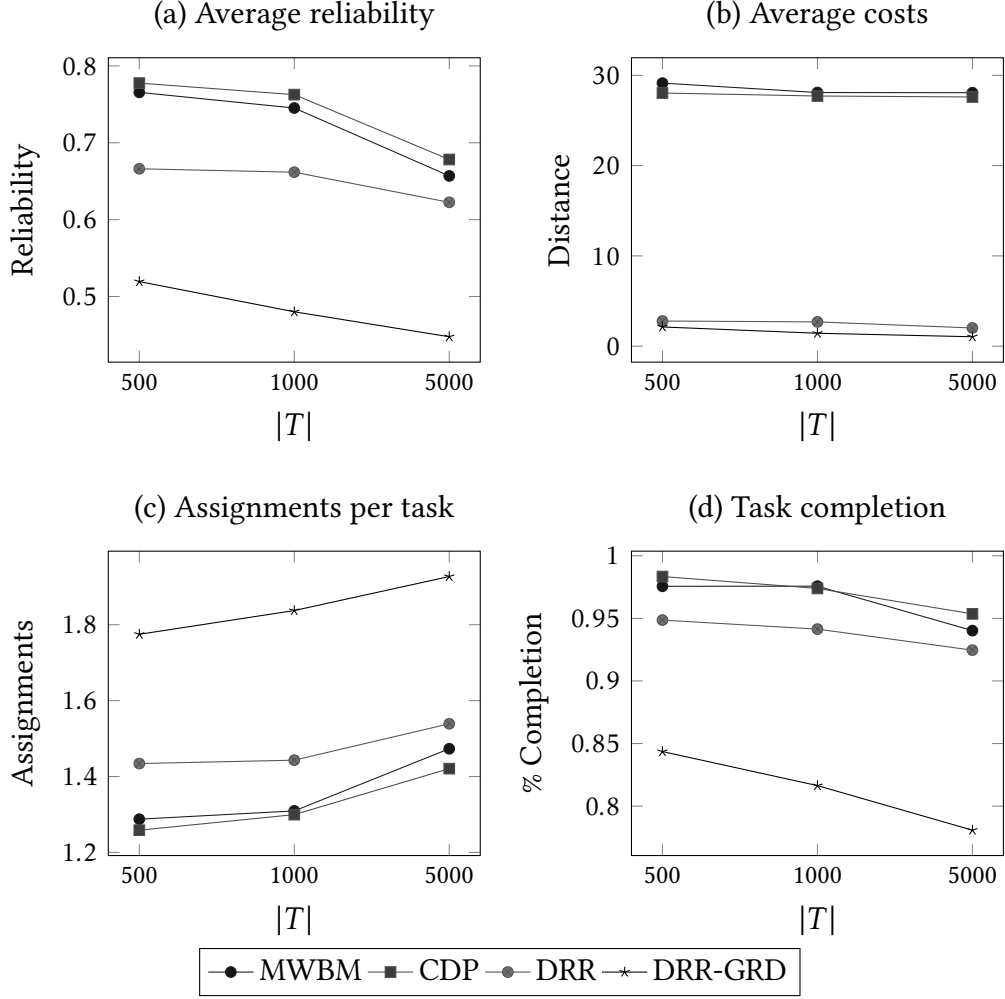 (a) Average reliability
0.8
0.7
0.6
0.5
Reliability
500 1000 5000
|T|
(b) Average costs
30
20
10
0
Distance
500 1000 5000
|T|
(c) Assignments per task
1.8
1.6
1.4
1.2
Assignments
500 1000 5000
|T|
(d) Task completion
1
0.95
0.9
0.85
0.8
% Completion
500 1000 5000
|T|
MWBM CDP DRR DRR-GRD